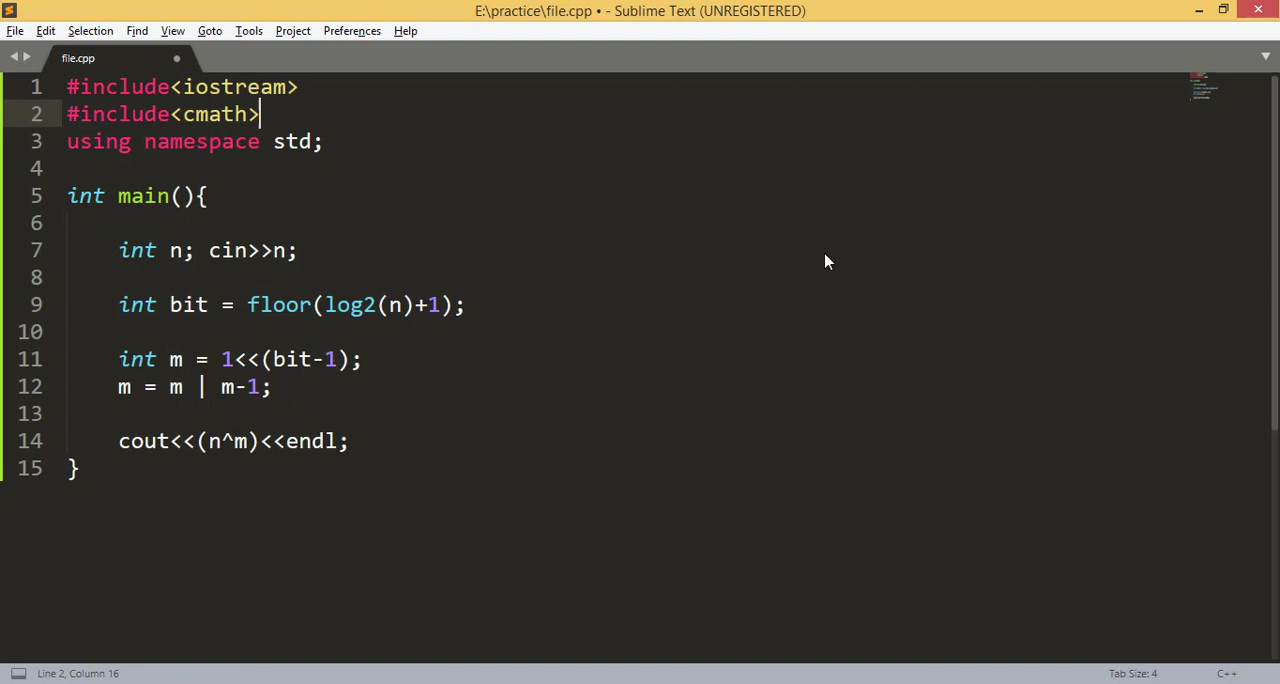 E:\practice\file.cpp • - Sublime Text (UNREGISTERED)
File Edit Selection Find View Goto Tools Project Preferences Help
file.cpp
1 #include<iostream>
2 #include<cmath>
3 using namespace std;
4
5 int main(){
6
7 int n; cin>>n;
8
9 int bit = floor(log2(n)+1);
10
11 int m = 1<<(bit-1);
12 m = m | m-1;
13
14 cout<<(n^m)<<endl;
15 }
Line 2, Column 16 Tab Size: 4 C++